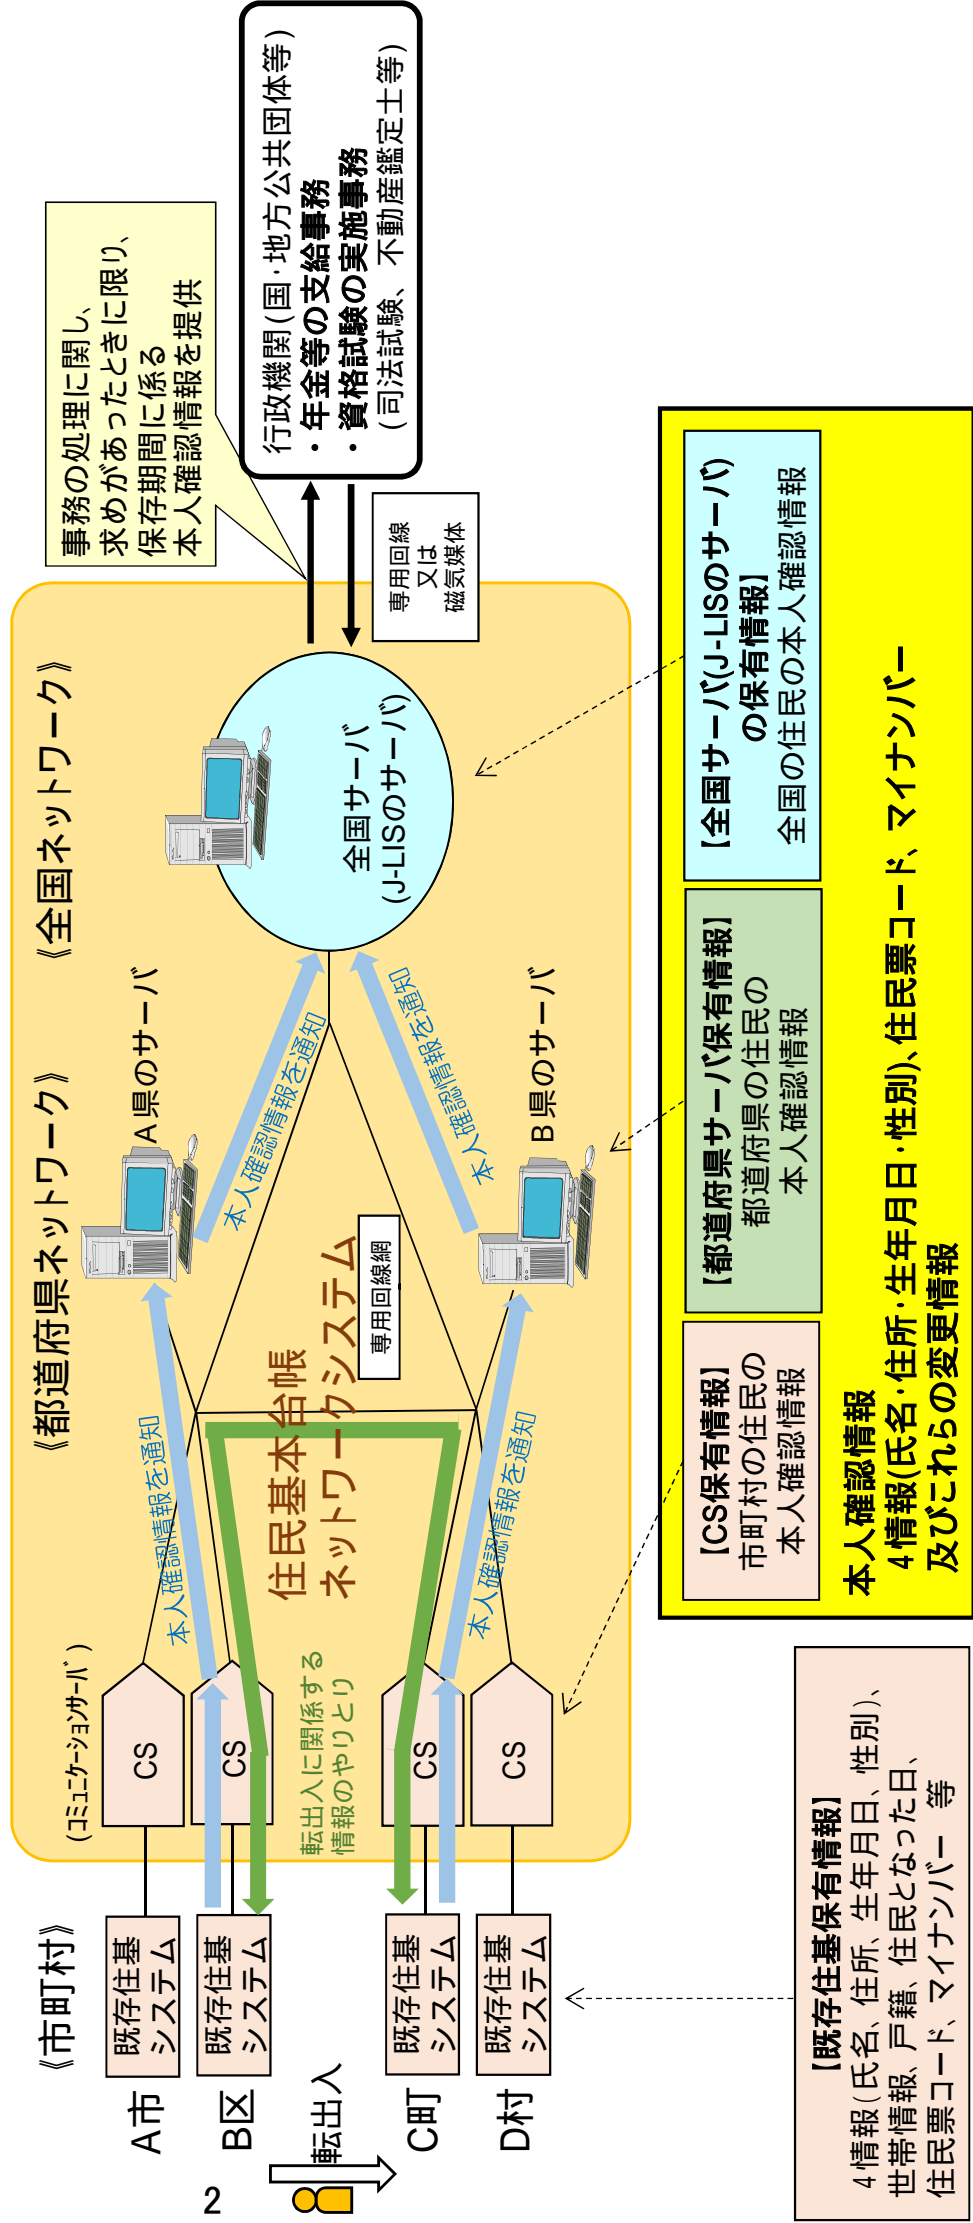 《市町村》
《都道府県ネットワーク》
《全国ネットワーク》
(コミュニケーションサーバ)
A市
既存住基
システム
CS
B区
既存住基
システム
CS
転出入
C町
既存住基
システム
CS
D村
既存住基
システム
CS
転出入に関係する
情報のやりとり
本人確認情報を通知
本人確認情報を通知
住民基本台帳
ネットワークシステム
専用回線網
A県のサーバ
B県のサーバ
本人確認情報を通知
本人確認情報を通知
全国サーバ
(J-LISのサーバ)
事務の処理に関し、
求めがあったときに限り、
保存期間に係る
本人確認情報を提供
専用回線
又は
磁気媒体
行政機関(国・地方公共団体等)
・年金等の支給事務
・資格試験の実施事務
(司法試験、不動産鑑定士等)
【既存住基保有情報】
4情報(氏名、住所、生年月日、性別)、
世帯情報、戸籍、住民となった日、
住民票コード、マイナンバー 等
【CS保有情報】
市町村の住民の
本人確認情報
【都道府県サーバ保有情報】
都道府県の住民の
本人確認情報
【全国サーバ(J-LISのサーバ)
の保有情報】
全国の住民の本人確認情報
本人確認情報
4情報(氏名・住所・生年月日・性別)、住民票コード、マイナンバー
及びこれらの変更情報
2